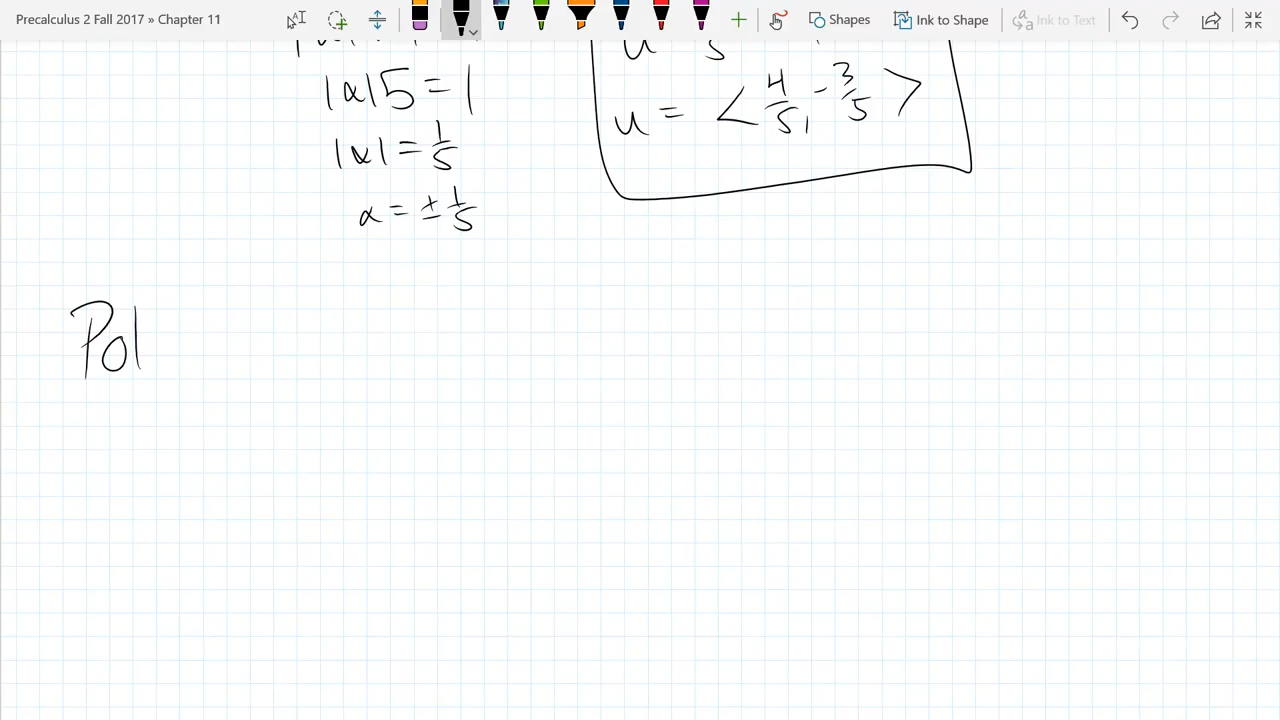 Precalculus 2 Fall 2017 » Chapter 11
Shapes
Ink to Shape
Ink to Text
|α|5 = 1
|α| = 1/5
α = ± 1/5
u = < 4/5, -3/5 >
Pol